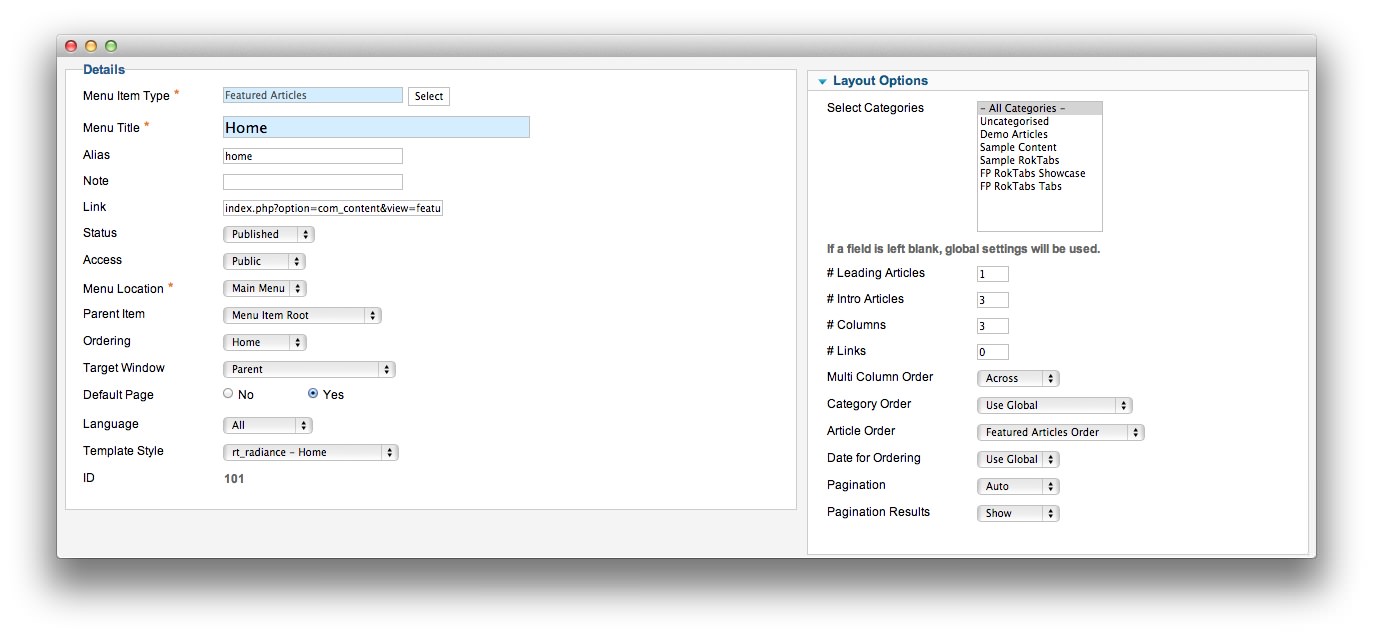 Details
Menu Item Type *
Featured Articles
Select
Menu Title *
Home
Alias
home
Note
Link
index.php?option=com_content&view=featu
Status
Published
Access
Public
Menu Location *
Main Menu
Parent Item
Menu Item Root
Ordering
Home
Target Window
Parent
Default Page
No
Yes
Language
All
Template Style
rt_radiance - Home
ID
101
Layout Options
Select Categories
- All Categories -
Uncategorised
Demo Articles
Sample Content
Sample RokTabs
FP RokTabs Showcase
FP RokTabs Tabs
If a field is left blank, global settings will be used.
# Leading Articles
1
# Intro Articles
3
# Columns
3
# Links
0
Multi Column Order
Across
Category Order
Use Global
Article Order
Featured Articles Order
Date for Ordering
Use Global
Pagination
Auto
Pagination Results
Show